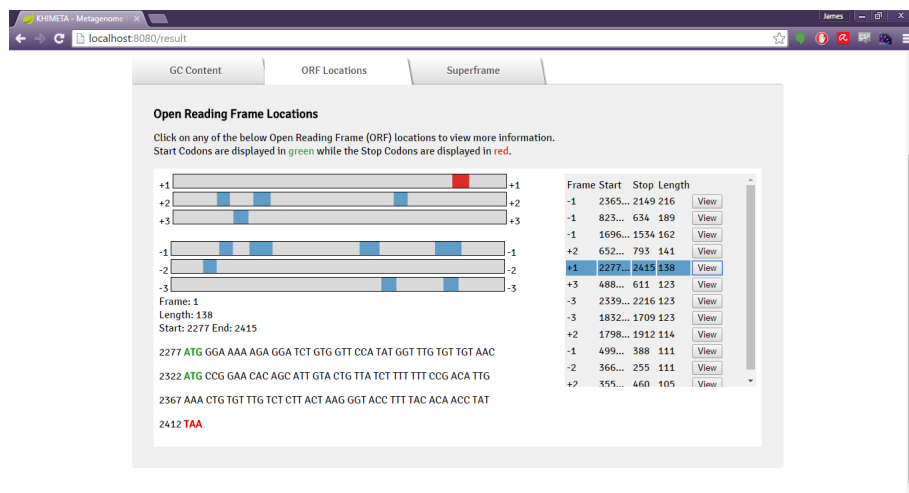 KHIMETA - Metagenome
James
localhost:8080/result
GC Content
ORF Locations
Superframe
Open Reading Frame Locations
Click on any of the below Open Reading Frame (ORF) locations to view more information.
Start Codons are displayed in green while the Stop Codons are displayed in red.
+1 +1
+2 +2
+3 +3
-1 -1
-2 -2
-3 -3
Frame: 1
Length: 138
Start: 2277 End: 2415
2277 ATG GGA AAA AGA GGA TCT GTG GTT CCA TAT GGT TTG TGT TGT AAC
2322 ATG CCG GAA CAC AGC ATT GTA CTG TTA TCT TTT TTT CCG ACA TTG
2367 AAA CTG TGT TTG TCT CTT ACT AAG GGT ACC TTT TAC ACA ACC TAT
2412 TAA
Frame Start Stop Length
-1 2365... 2149 216 View
-1 823... 634 189 View
-1 1696... 1534 162 View
+2 652... 793 141 View
+1 2277... 2415 138 View
+3 488... 611 123 View
-3 2339... 2216 123 View
-3 1832... 1709 123 View
+2 1798... 1912 114 View
-1 499... 388 111 View
-2 366... 255 111 View
+2 355... 460 105 View